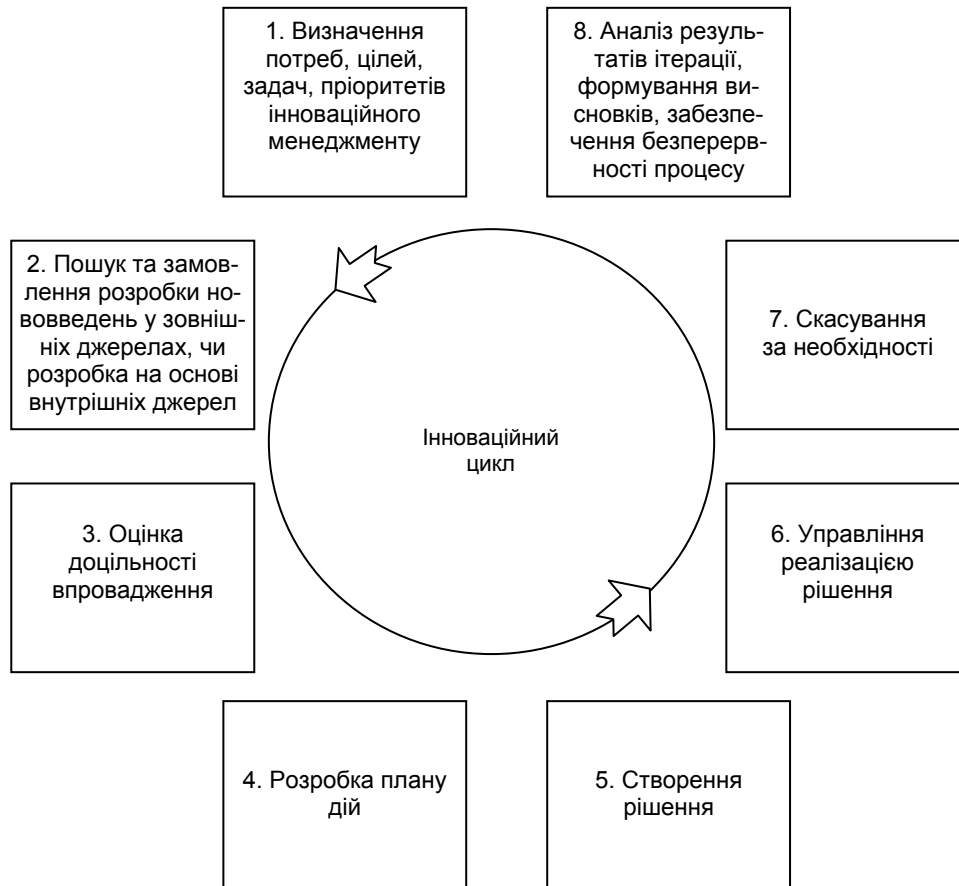 1. Визначення
потреб, цілей,
задач, пріоритетів
інноваційного
менеджменту
8. Аналіз резуль-
татів ітерації,
формування ви-
сновків, забезпе-
чення безперерв-
ності процесу
2. Пошук та замов-
лення розробки но-
вовведень у зовніш-
ніх джерелах, чи
розробка на основі
внутрішніх джерел
7. Скасування
за необхідності
Інноваційний
цикл
3. Оцінка
доцільності
впровадження
6. Управління
реалізацією
рішення
4. Розробка плану
дій
5. Створення
рішення